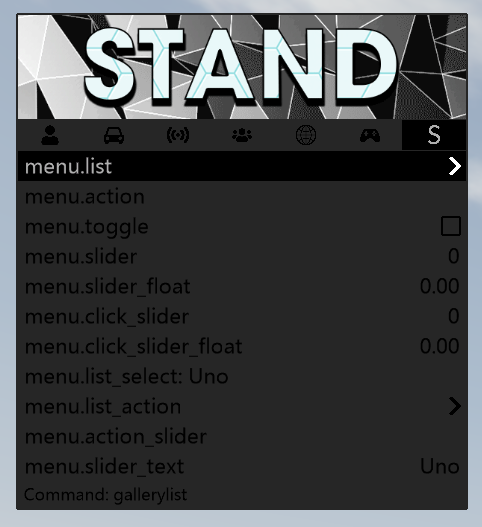 STAND
S
menu.list
menu.action
menu.toggle
menu.slider 0
menu.slider_float 0.00
menu.click_slider 0
menu.click_slider_float 0.00
menu.list_select: Uno
menu.list_action
menu.action_slider
menu.slider_text Uno
Command: gallerylist